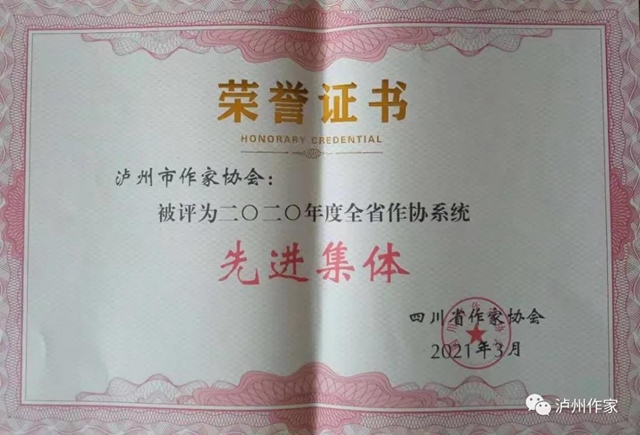 荣誉证书
HONORARY CREDENTIAL
泸州市作家协会：
被评为二〇二〇年度全省作协系统
先进集体
四川省作家协会
2021年3月
泸州作家